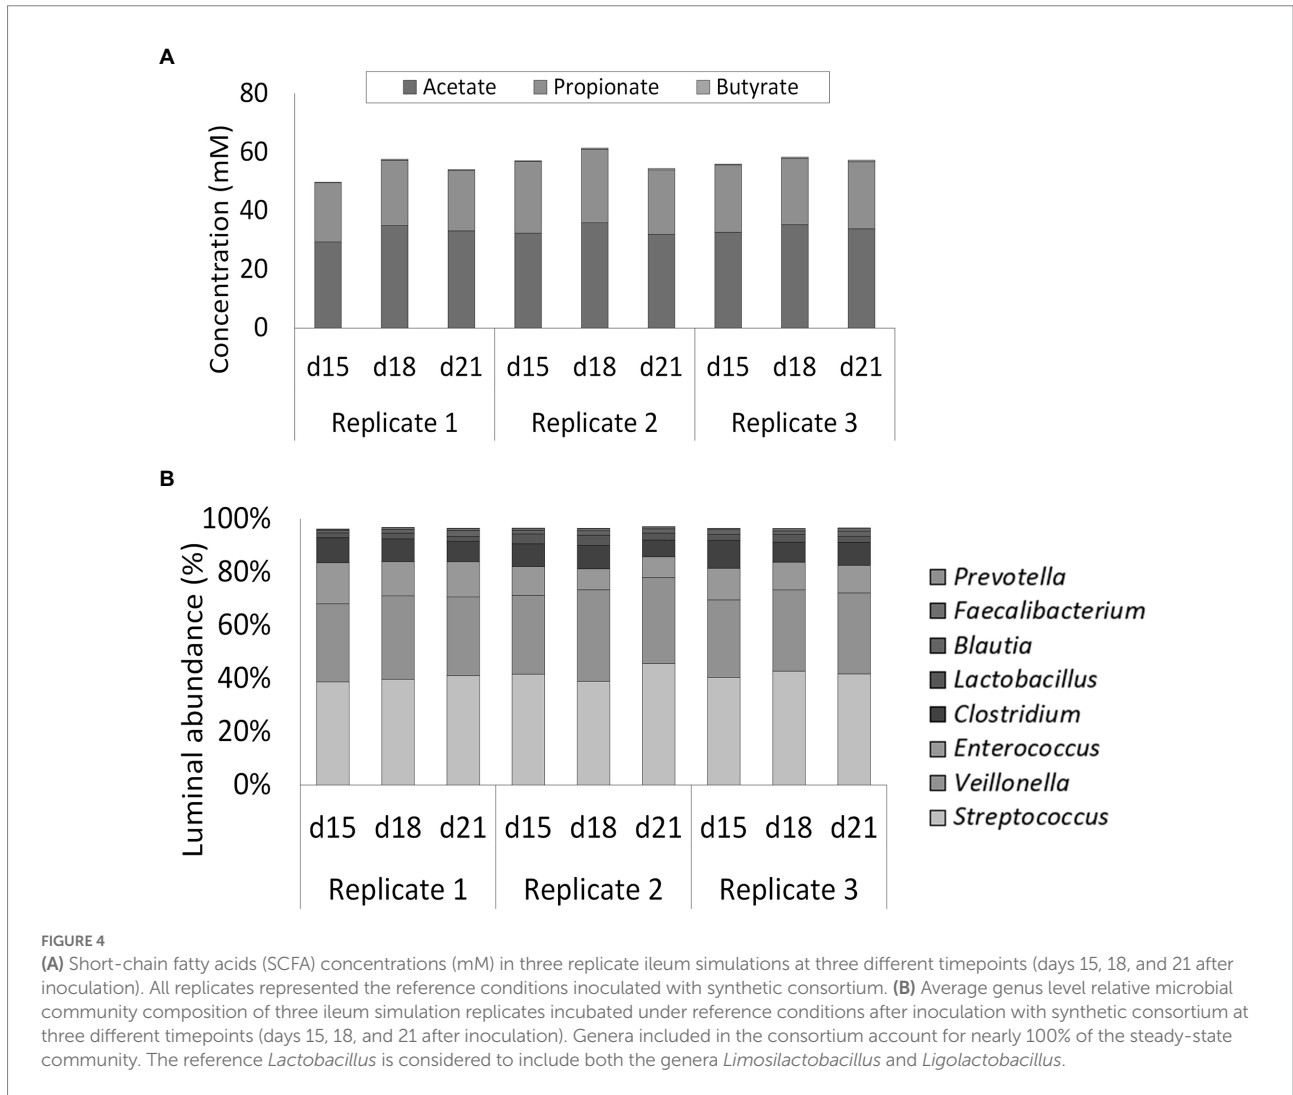 A
Acetate Propionate Butyrate
80
60
40
20
0
Concentration (mM)
d15 d18 d21 d15 d18 d21 d15 d18 d21
Replicate 1 Replicate 2 Replicate 3
B
100%
80%
60%
40%
20%
0%
Luminal abundance (%)
Prevotella
Faecalibacterium
Blautia
Lactobacillus
Clostridium
Enterococcus
Veillonella
Streptococcus
d15 d18 d21 d15 d18 d21 d15 d18 d21
Replicate 1 Replicate 2 Replicate 3
FIGURE 4
(A) Short-chain fatty acids (SCFA) concentrations (mM) in three replicate ileum simulations at three different timepoints (days 15, 18, and 21 after
inoculation). All replicates represented the reference conditions inoculated with synthetic consortium. (B) Average genus level relative microbial
community composition of three ileum simulation replicates incubated under reference conditions after inoculation with synthetic consortium at
three different timepoints (days 15, 18, and 21 after inoculation). Genera included in the consortium account for nearly 100% of the steady-state
community. The reference Lactobacillus is considered to include both the genera Limosilactobacillus and Ligolactobacillus.